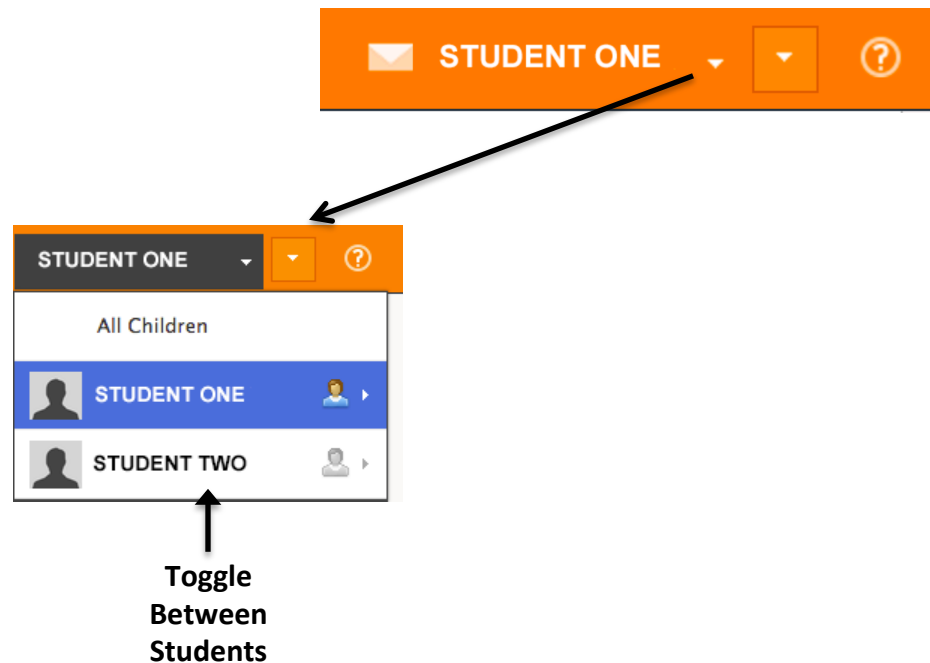 STUDENT ONE
?
STUDENT ONE
?
All Children
STUDENT ONE
STUDENT TWO
Toggle
Between
Students